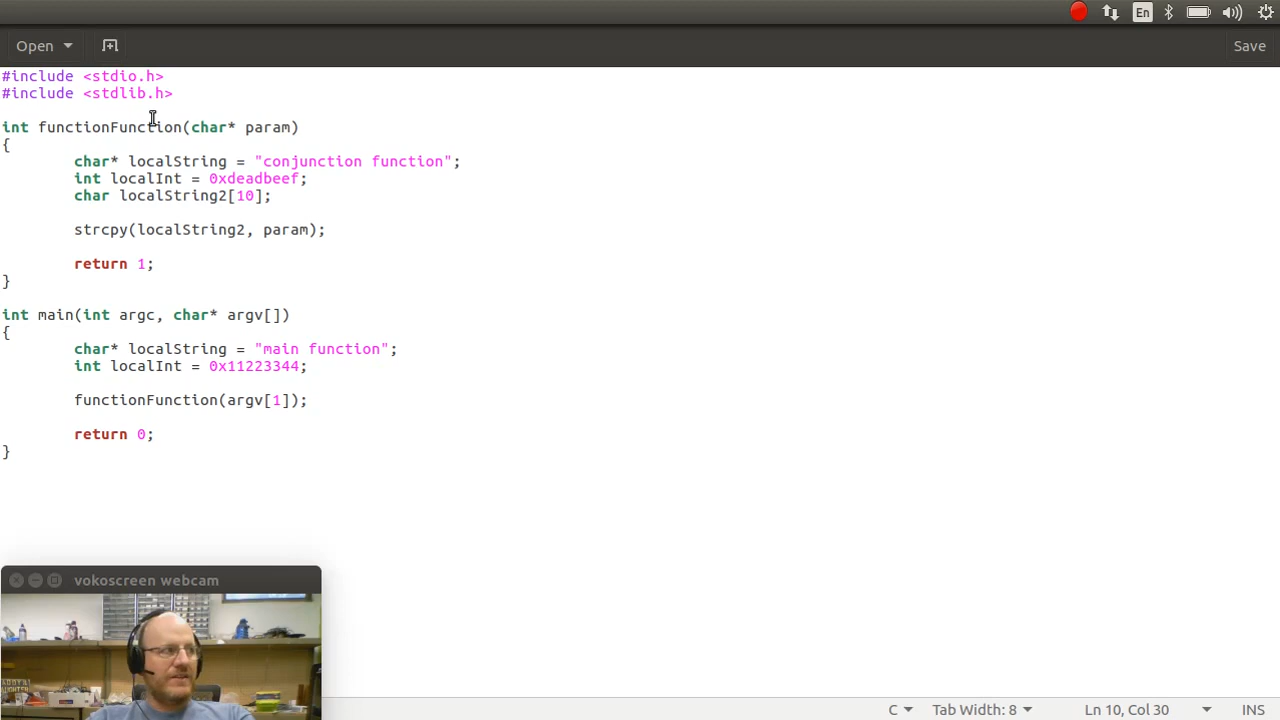 En
Open
Save
#include <stdio.h>
#include <stdlib.h>
int functionFunction(char* param)
{
char* localString = "conjunction function";
int localInt = 0xdeadbeef;
char localString2[10];
strcpy(localString2, param);
return 1;
}
int main(int argc, char* argv[])
{
char* localString = "main function";
int localInt = 0x11223344;
functionFunction(argv[1]);
return 0;
}
vokoscreen webcam
C
Tab Width: 8
Ln 10, Col 30
INS